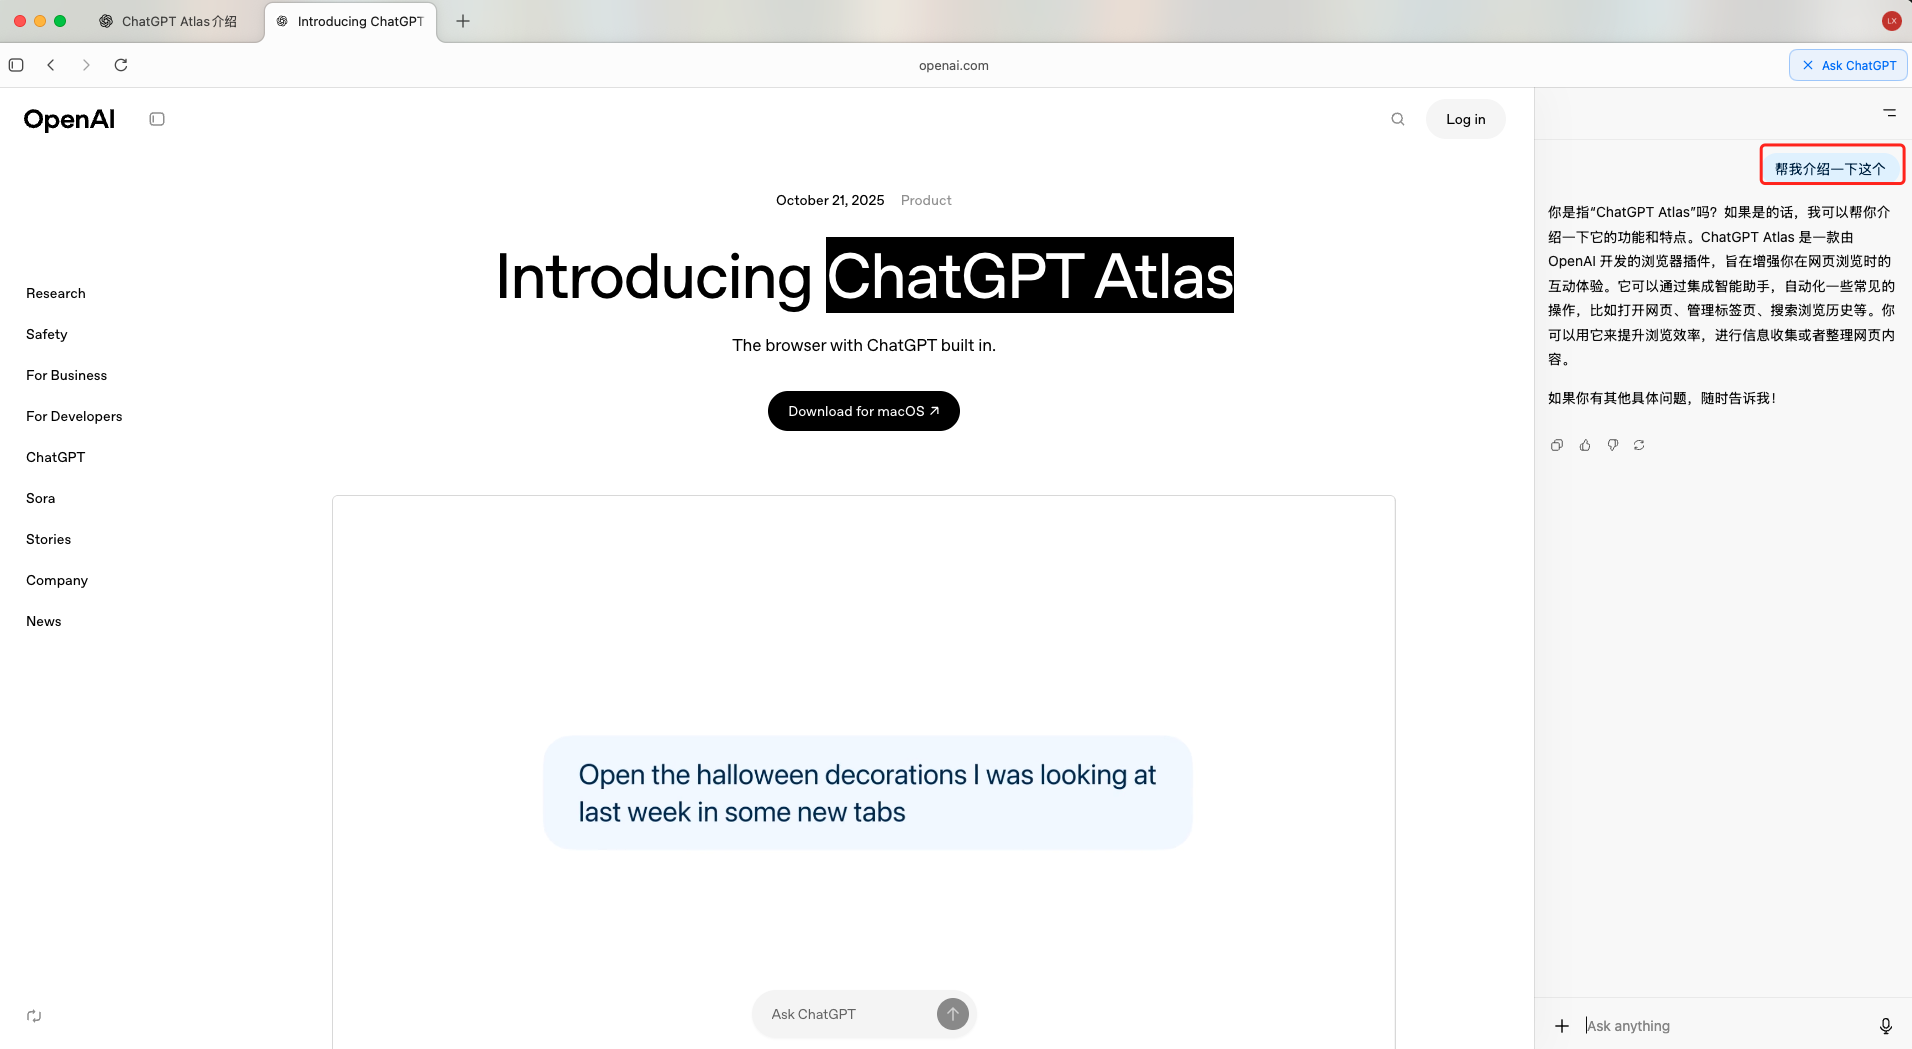 ChatGPT Atlas介绍
Introducing ChatGPT
LX
openai.com
Ask ChatGPT
OpenAI
Log in
October 21, 2025 Product
Introducing ChatGPT Atlas
The browser with ChatGPT built in.
Download for macOS
Research
Safety
For Business
For Developers
ChatGPT
Sora
Stories
Company
News
Open the halloween decorations I was looking at
last week in some new tabs
Ask ChatGPT
帮我介绍一下这个
你是指“ChatGPT Atlas”吗？如果是的话，我可以帮你介
绍一下它的功能和特点。ChatGPT Atlas 是一款由
OpenAI 开发的浏览器插件，旨在增强你在网页浏览时的
互动体验。它可以通过集成智能助手，自动化一些常见的
操作，比如打开网页、管理标签页、搜索浏览历史等。你
可以用它来提升浏览效率，进行信息收集或者整理网页内
容。
如果你有其他具体问题，随时告诉我！
Ask anything